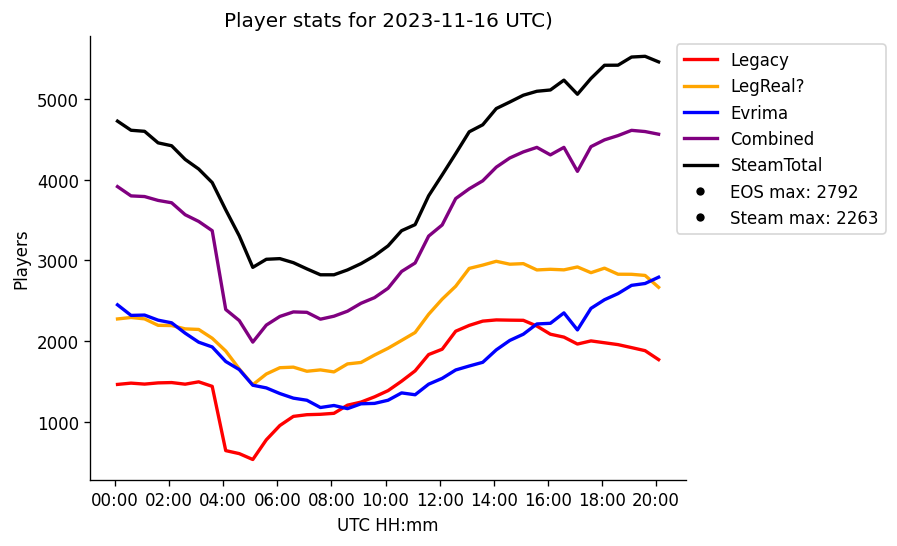 Player stats for 2023-11-16 UTC)
Players
5000
4000
3000
2000
1000
00:00 02:00 04:00 06:00 08:00 10:00 12:00 14:00 16:00 18:00 20:00
UTC HH:mm
Legacy
LegReal?
Evrima
Combined
SteamTotal
EOS max: 2792
Steam max: 2263